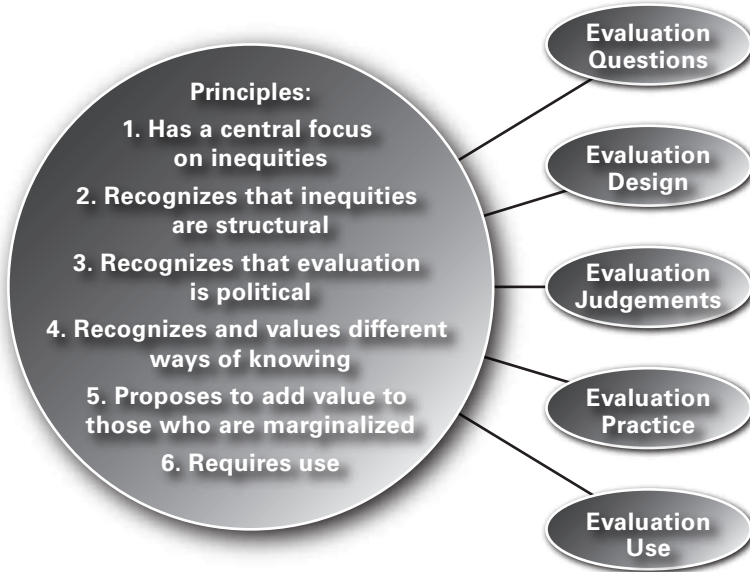 Principles:
1. Has a central focus
on inequities
2. Recognizes that inequities
are structural
3. Recognizes that evaluation
is political
4. Recognizes and values different
ways of knowing
5. Proposes to add value to
those who are marginalized
6. Requires use
Evaluation
Questions
Evaluation
Design
Evaluation
Judgements
Evaluation
Practice
Evaluation
Use